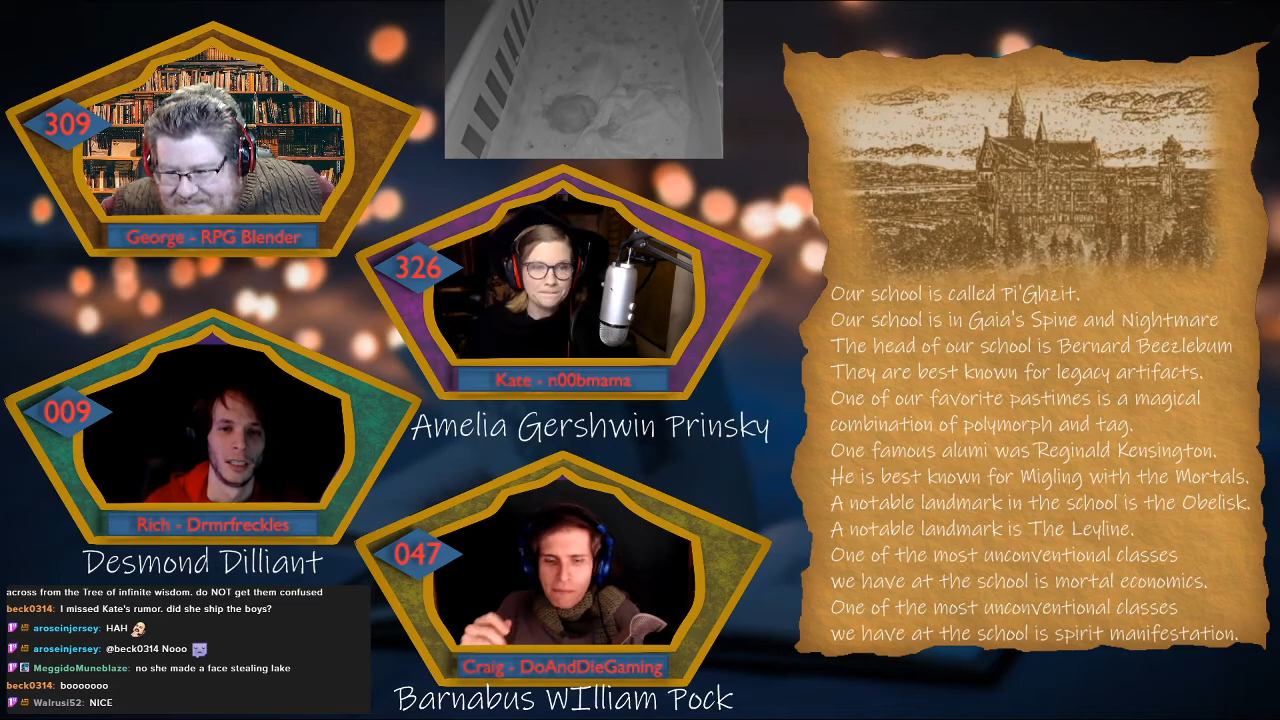 309
George - RPG Blender
326
Kate - n00bmama
Amelia Gershwin Prinsky
009
Rich - Drmrfreckles
Desmond Dilliant
047
Craig - DoAndDieGaming
Barnabus WIlliam Pock
across from the Tree of infinite wisdom. do NOT get them confused
beck0314: I missed Kate's rumor. did she ship the boys?
aroseinjersey: HAH
aroseinjersey: @beck0314 Nooo
MeggidoMuneblaze: no she made a face stealing lake
beck0314: booooooo
Walrusi52: NICE
Our school is called Pi'Ghzit.
Our school is in Gaia's Spine and Nightmare
The head of our school is Bernard Beezlebum
They are best known for legacy artifacts.
One of our favorite pastimes is a magical
combination of polymorph and tag.
One famous alumi was Reginald Kensington.
He is best known for Migling with the Mortals.
A notable landmark in the school is the Obelisk.
A notable landmark is The Leyline.
One of the most unconventional classes
we have at the school is mortal economics.
One of the most unconventional classes
we have at the school is spirit manifestation.